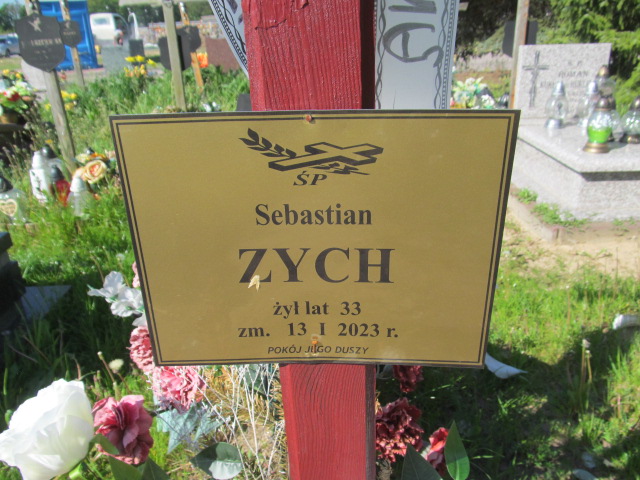 ŚP
Sebastian
ZYCH
żył lat 33
zm. 13 I 2023 r.
POKÓJ JEGO DUSZY